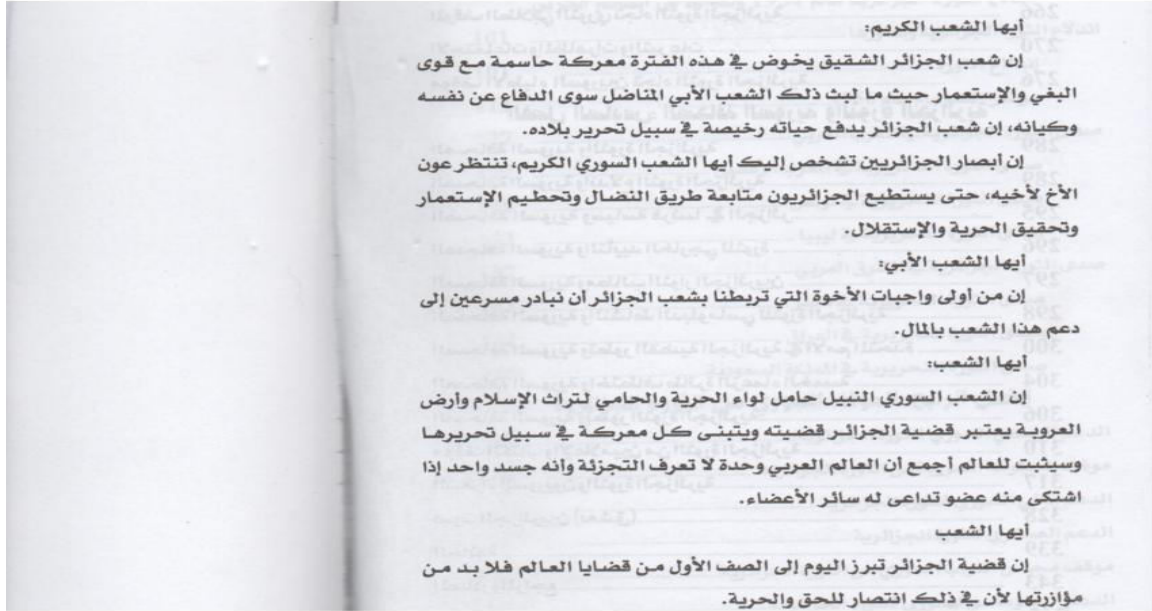 أيها الشعب الكريم:
إن شعب الجزائر الشقيق يخوض في هذه الفترة معركة حاسمة مع قوى
البغي والإستعمار حيث ما لبث ذلك الشعب الأبي المناضل سوى الدفاع عن نفسه
وكيانه، إن شعب الجزائر يدفع حياته رخيصة في سبيل تحرير بلاده.
إن أبصار الجزائريين تشخص إليك أيها الشعب السوري الكريم، تنتظر عون
الأخ لأخيه، حتى يستطيع الجزائريون متابعة طريق النضال وتحطيم الإستعمار
وتحقيق الحرية والإستقلال.
أيها الشعب الأبي:
إن من أولى واجبات الأخوة التي تربطنا بشعب الجزائر أن نبادر مسرعين إلى
دعم هذا الشعب بالمال.
أيها الشعب:
إن الشعب السوري النبيل حامل لواء الحرية والحامي لتراث الإسلام وأرض
العروبة يعتبر قضية الجزائر قضيته ويتبنى كل معركة في سبيل تحريرها
وسيثبت للعالم أجمع أن العالم العربي وحدة لا تعرف التجزئة وأنه جسد واحد إذا
اشتكى منه عضو تداعى له سائر الأعضاء.
أيها الشعب
إن قضية الجزائر تبرز اليوم إلى الصف الأول من قضايا العالم فلا بد من
مؤازرتها لأن في ذلك انتصار للحق والحرية.